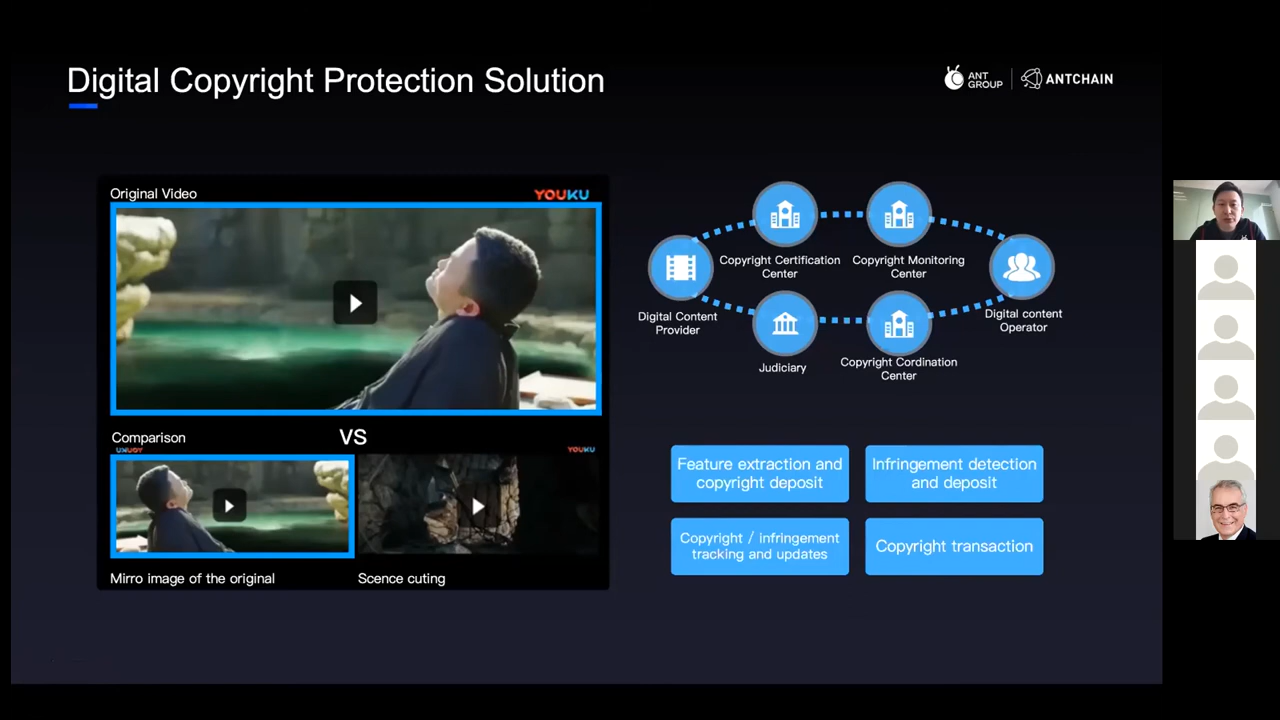 Digital Copyright Protection Solution
ANT
GROUP
ANTCHAIN
Original Video
YOUKU
Comparison
VS
YOUKU
YOUKU
Mirro image of the original
Scence cuting
Copyright Certification
Center
Copyright Monitoring
Center
Digital Content
Provider
Digital content
Operator
Judiciary
Copyright Cordination
Center
Feature extraction and
copyright deposit
Infringement detection
and deposit
Copyright / infringement
tracking and updates
Copyright transaction